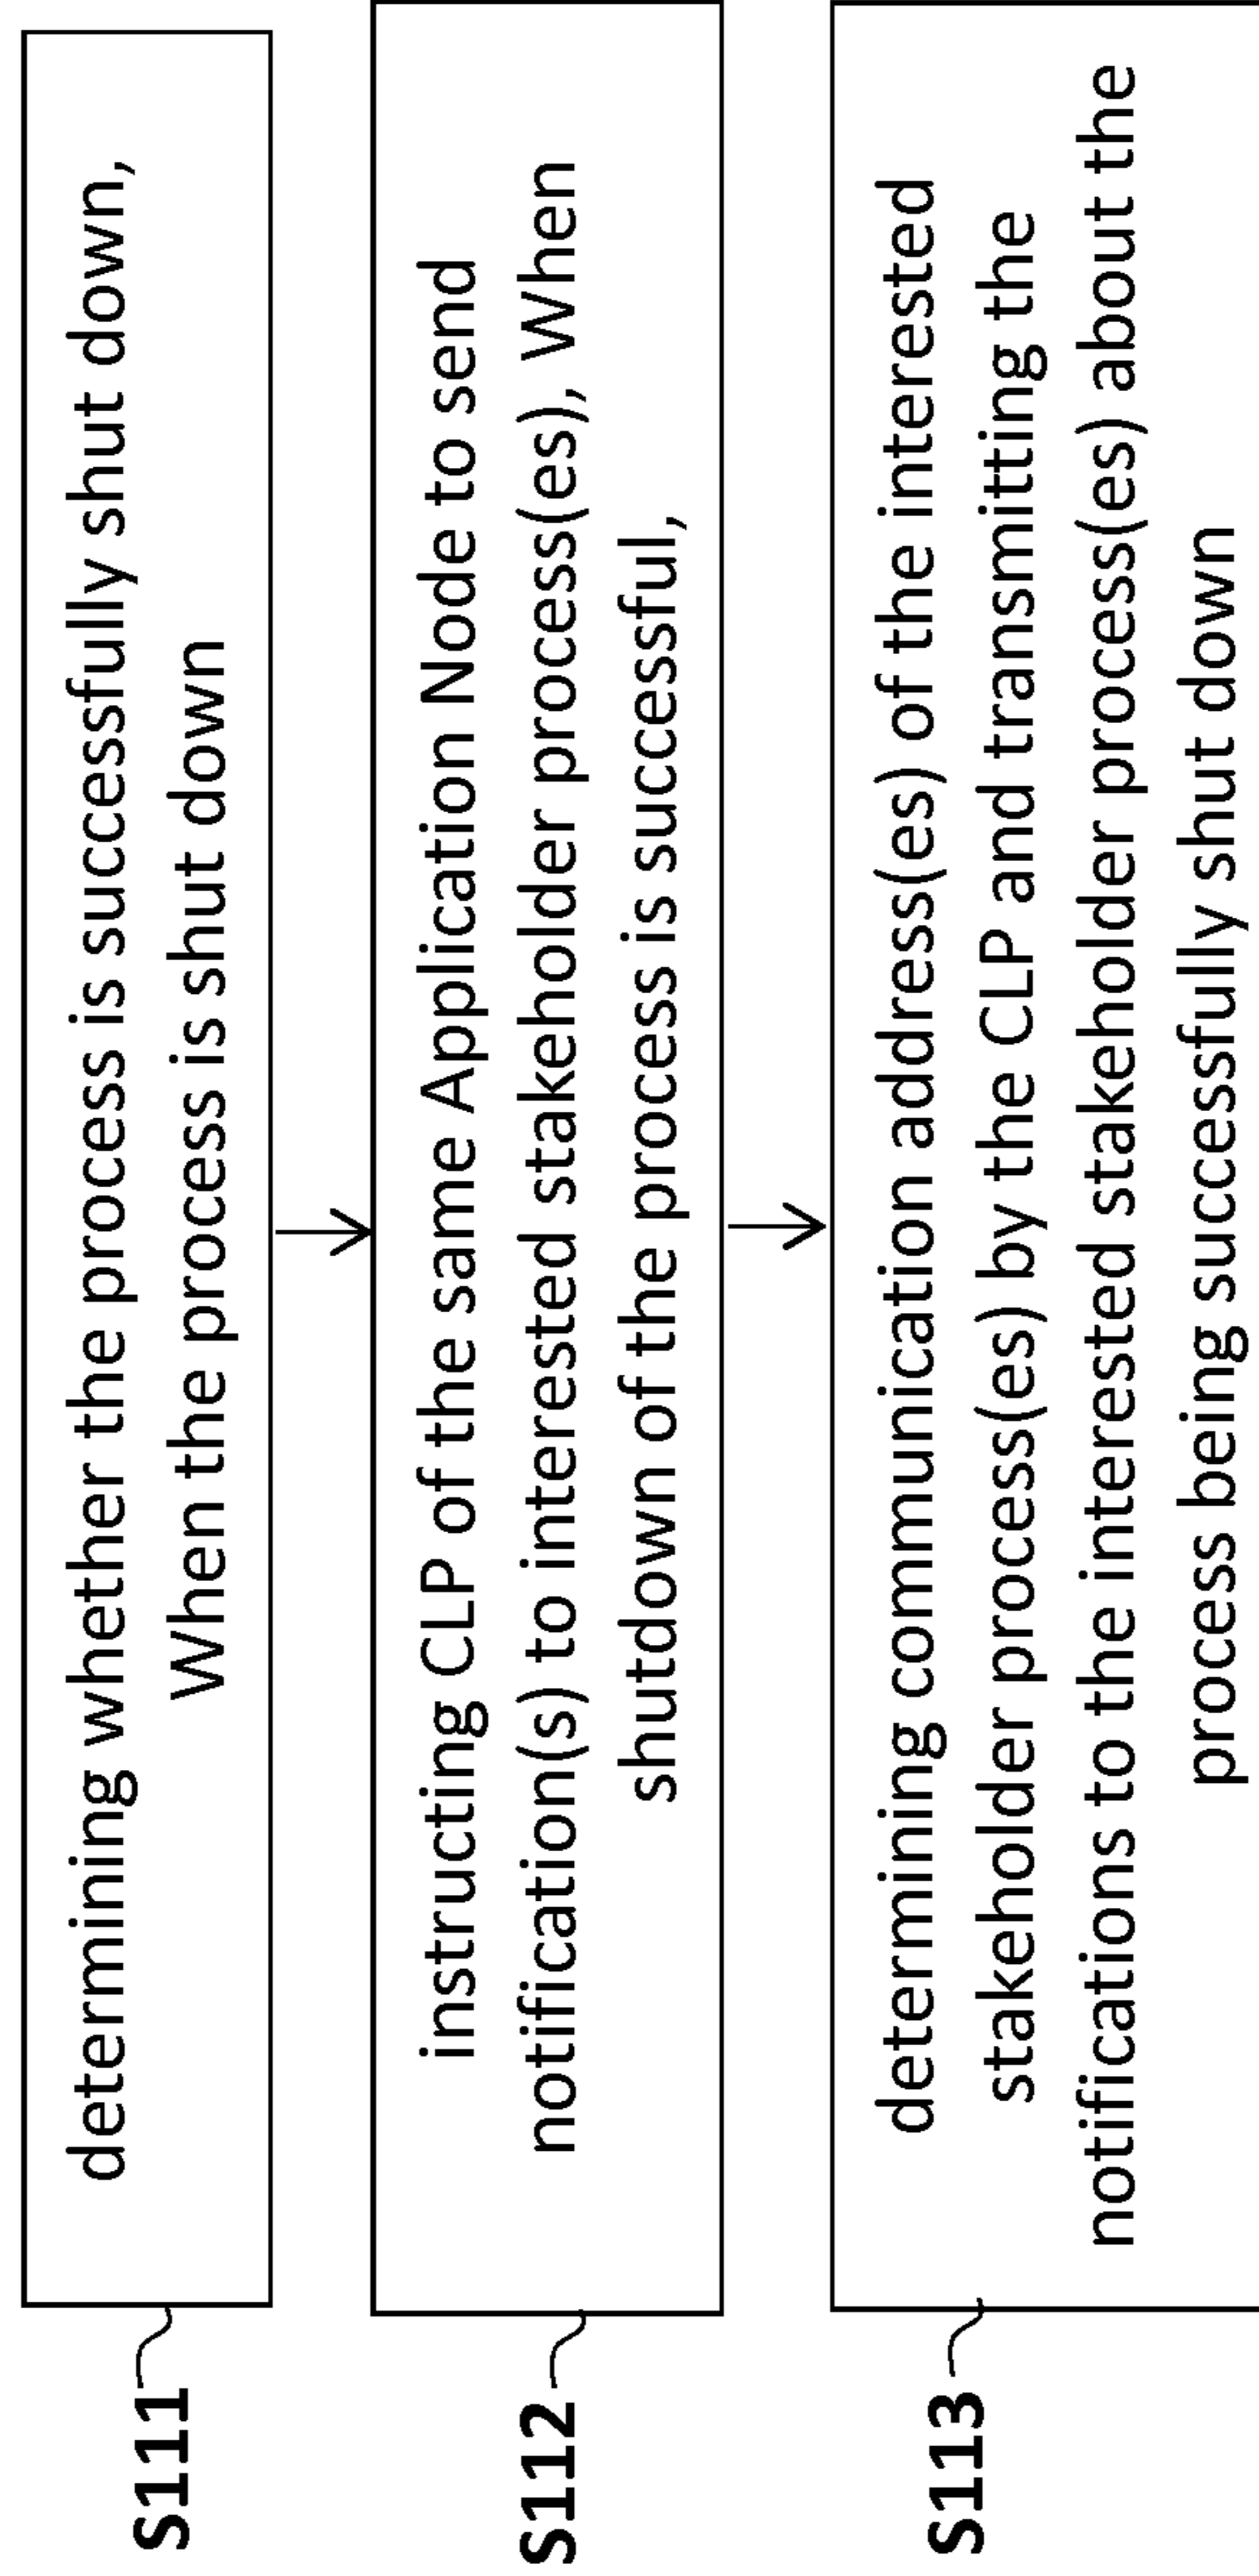 S111
determining whether the process is successfully shut down,
When the process is shut down
S112
instructing CLP of the same Application Node to send
notification(s) to interested stakeholder process(es), When
shutdown of the process is successful,
S113
determining communication address(es) of the interested
stakeholder process(es) by the CLP and transmitting the
notifications to the interested stakeholder process(es) about the
process being successfully shut down